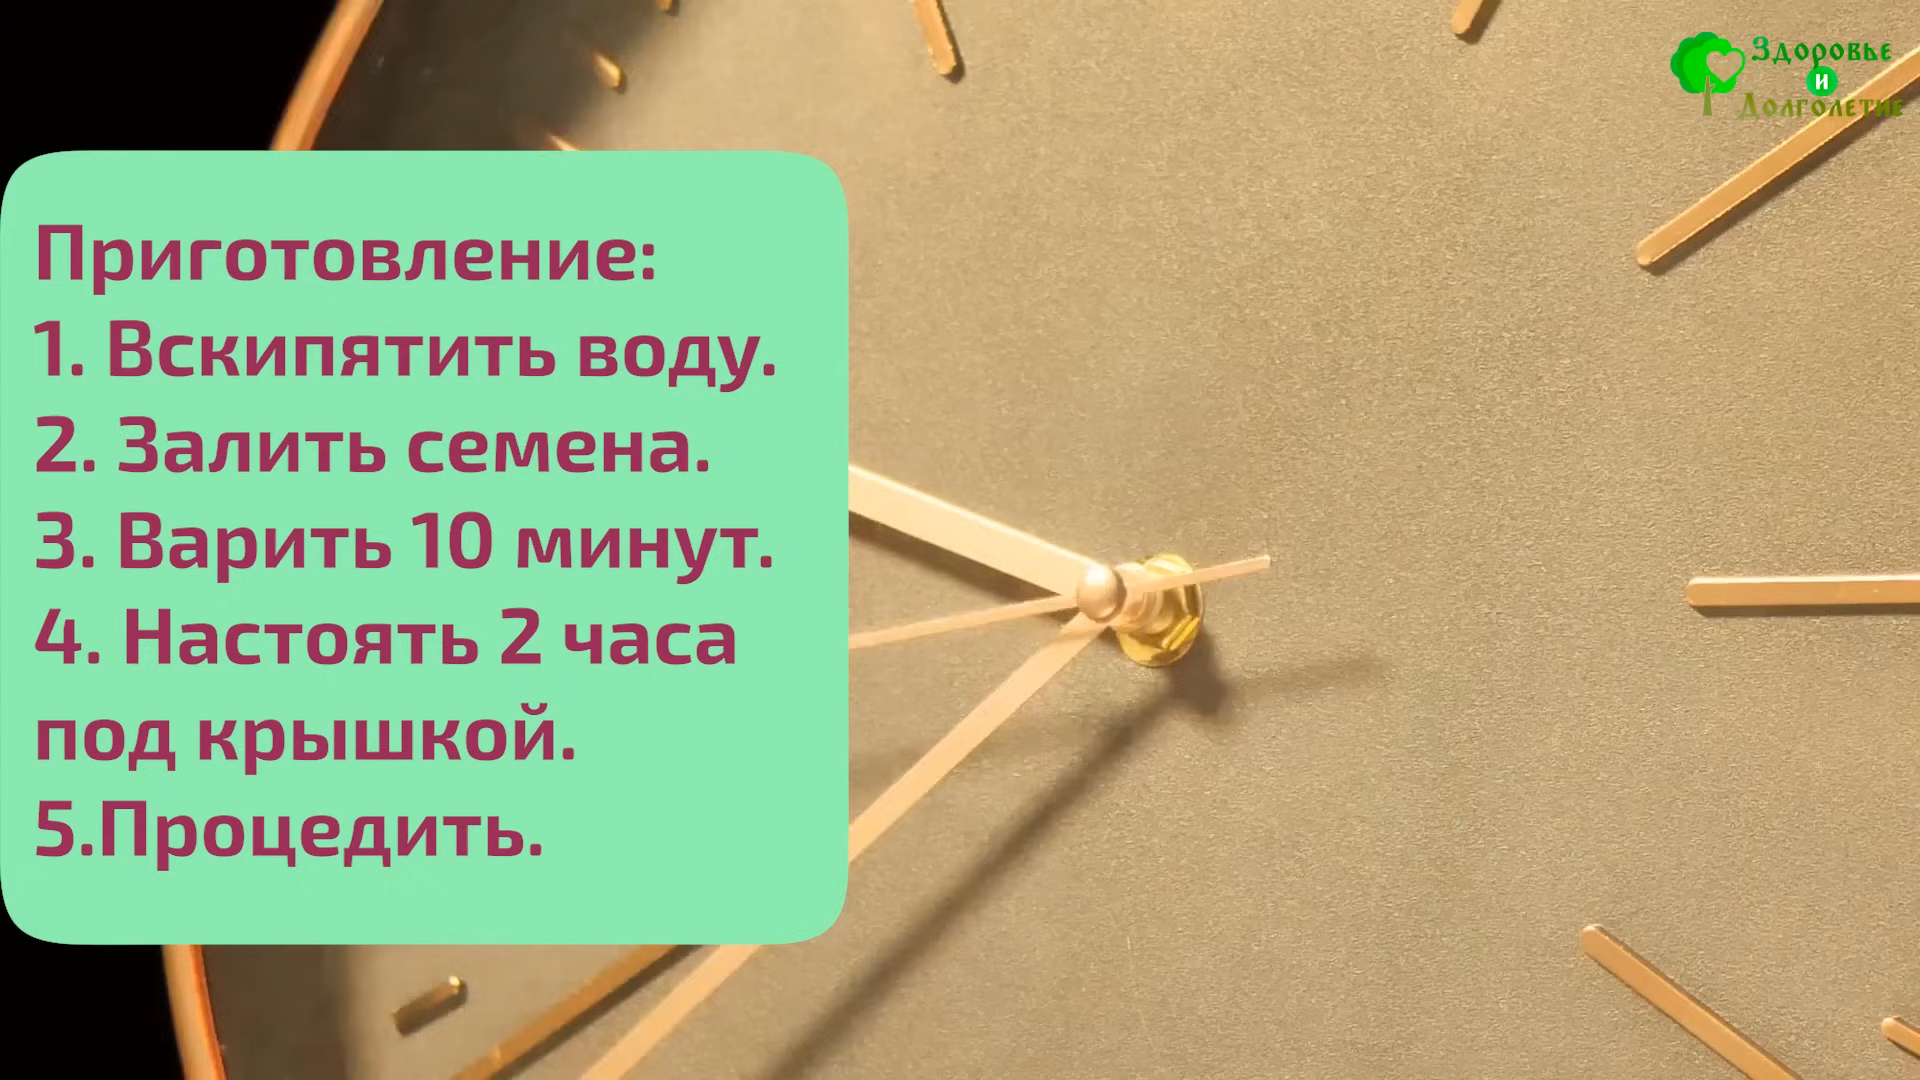 Здоровье
и
Долголетие
Приготовление:
1. Вскипятить воду.
2. Залить семена.
3. Варить 10 минут.
4. Настоять 2 часа
под крышкой.
5.Процедить.